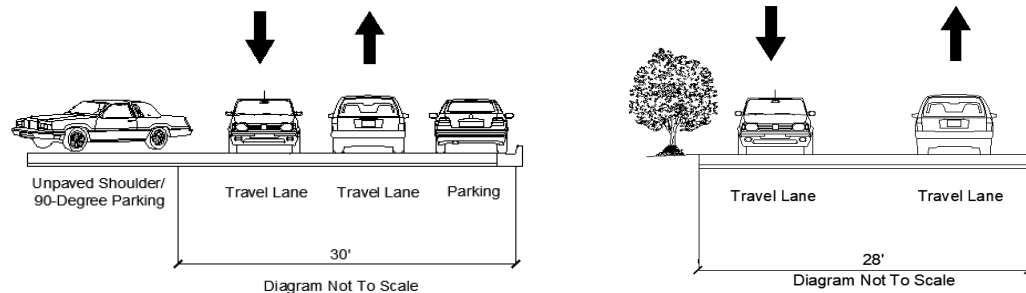 Unpaved Shoulder/
90-Degree Parking
Travel Lane
Travel Lane
Parking
30'
Diagram Not To Scale
Travel Lane
Travel Lane
28'
Diagram Not To Scale